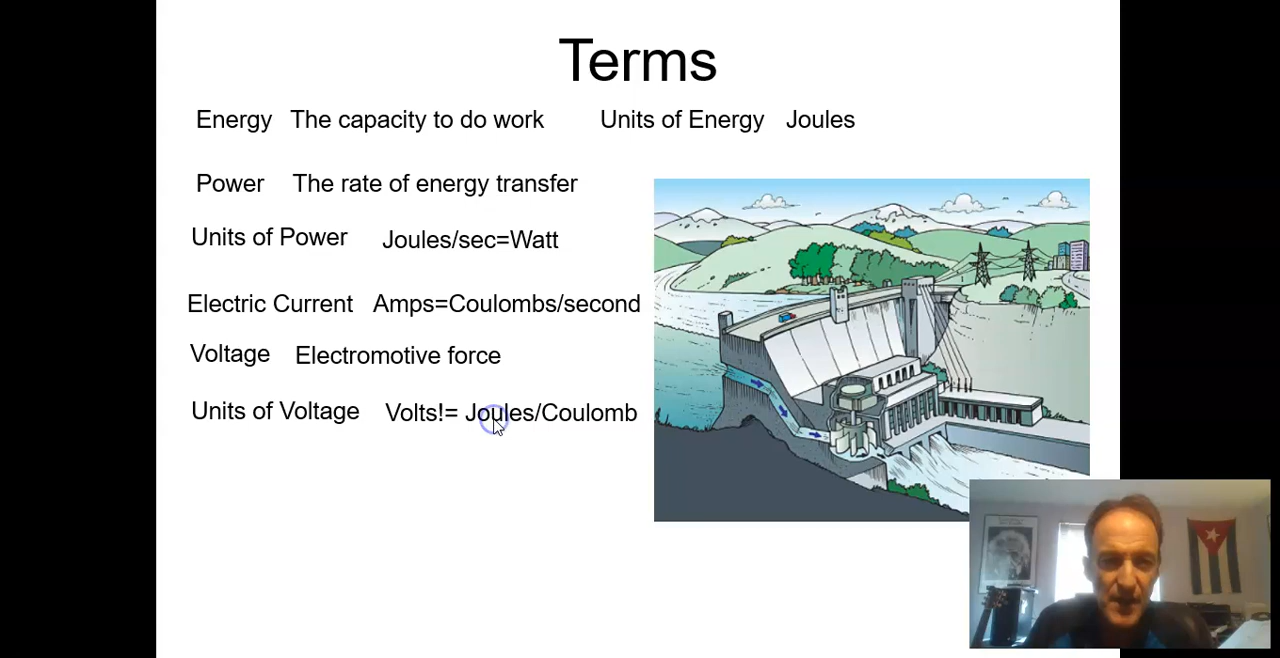 Terms
Energy The capacity to do work Units of Energy Joules
Power The rate of energy transfer
Units of Power Joules/sec=Watt
Electric Current Amps=Coulombs/second
Voltage Electromotive force
Units of Voltage Volts!= Joules/Coulomb